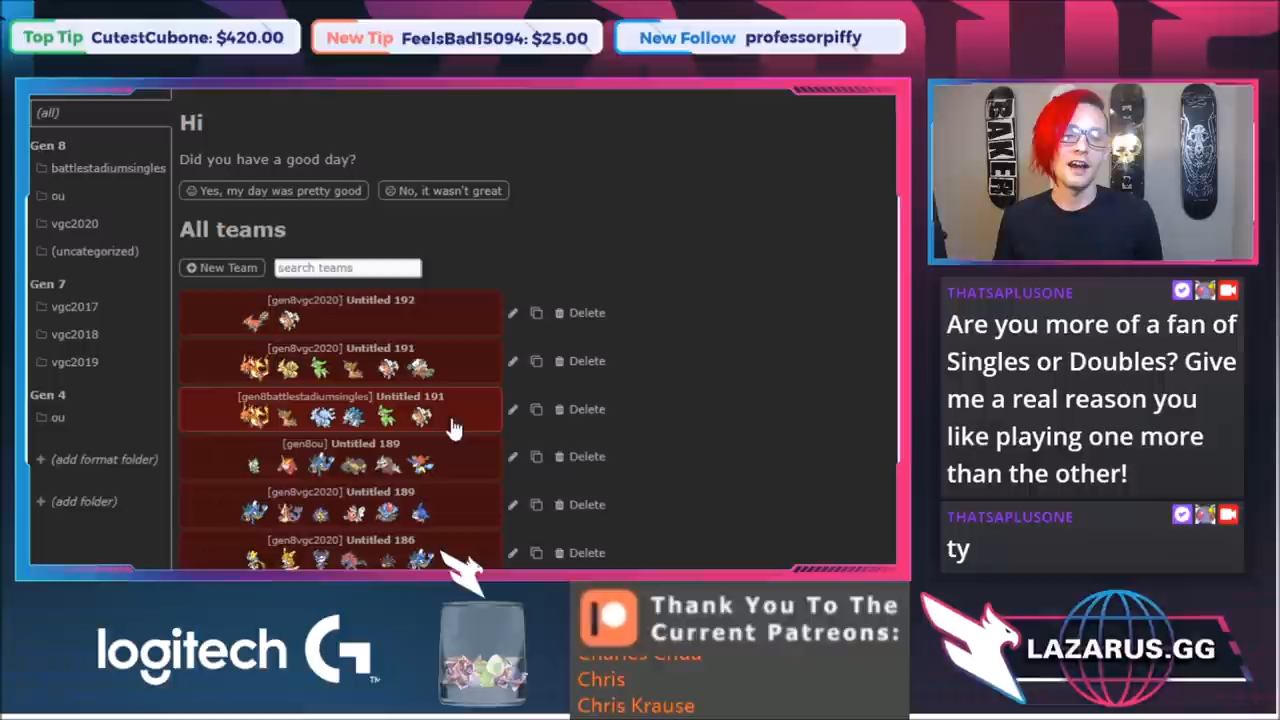 Top Tip CutestCubone: $420.00
New Tip FeelsBad15094: $25.00
New Follow professorpiffy
(all)
Gen 8
battlestadiumsingles
ou
vgc2020
(uncategorized)
Gen 7
vgc2017
vgc2018
vgc2019
Gen 4
ou
+ (add format folder)
+ (add folder)
Hi
Did you have a good day?
Yes, my day was pretty good
No, it wasn't great
All teams
New Team
search teams
[gen8vgc2020] Untitled 192
Delete
[gen8vgc2020] Untitled 191
Delete
[gen8battlestadiumsingles] Untitled 191
Delete
[gen8ou] Untitled 189
Delete
[gen8vgc2020] Untitled 189
Delete
[gen8vgc2020] Untitled 186
Delete
BAKER
THATSAPLUSONE
Are you more of a fan of
Singles or Doubles? Give
me a real reason you
like playing one more
than the other!
THATSAPLUSONE
ty
logitech G
Thank You To The
Current Patreons:
Chris
Chris Krause
LAZARUS.GG